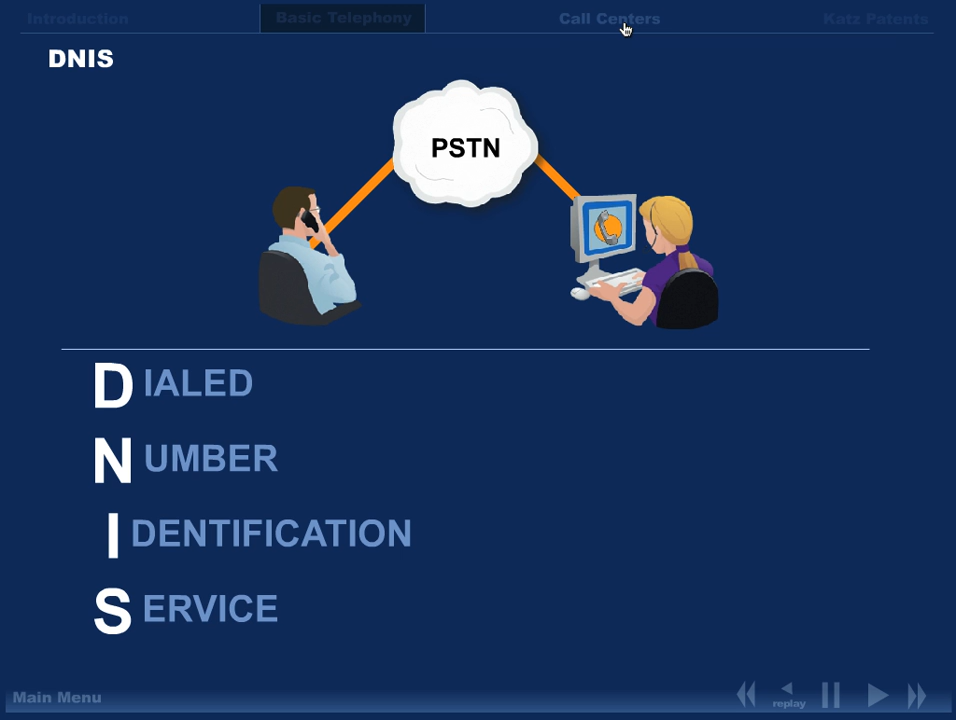 Introduction
Basic Telephony
Call Centers
Katz Patents
DNIS
PSTN
DIALED
NUMBER
IDENTIFICATION
SERVICE
Main Menu
replay